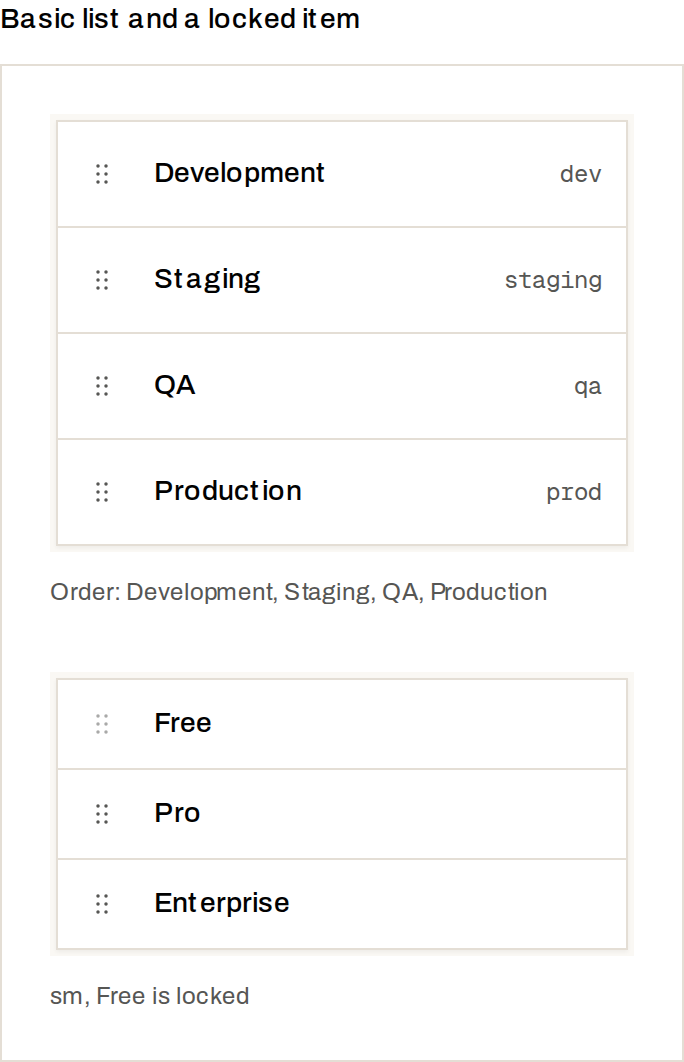 Basic list and a locked item
Development dev
Staging staging
QA qa
Production prod
Order: Development, Staging, QA, Production
Free
Pro
Enterprise
sm, Free is locked